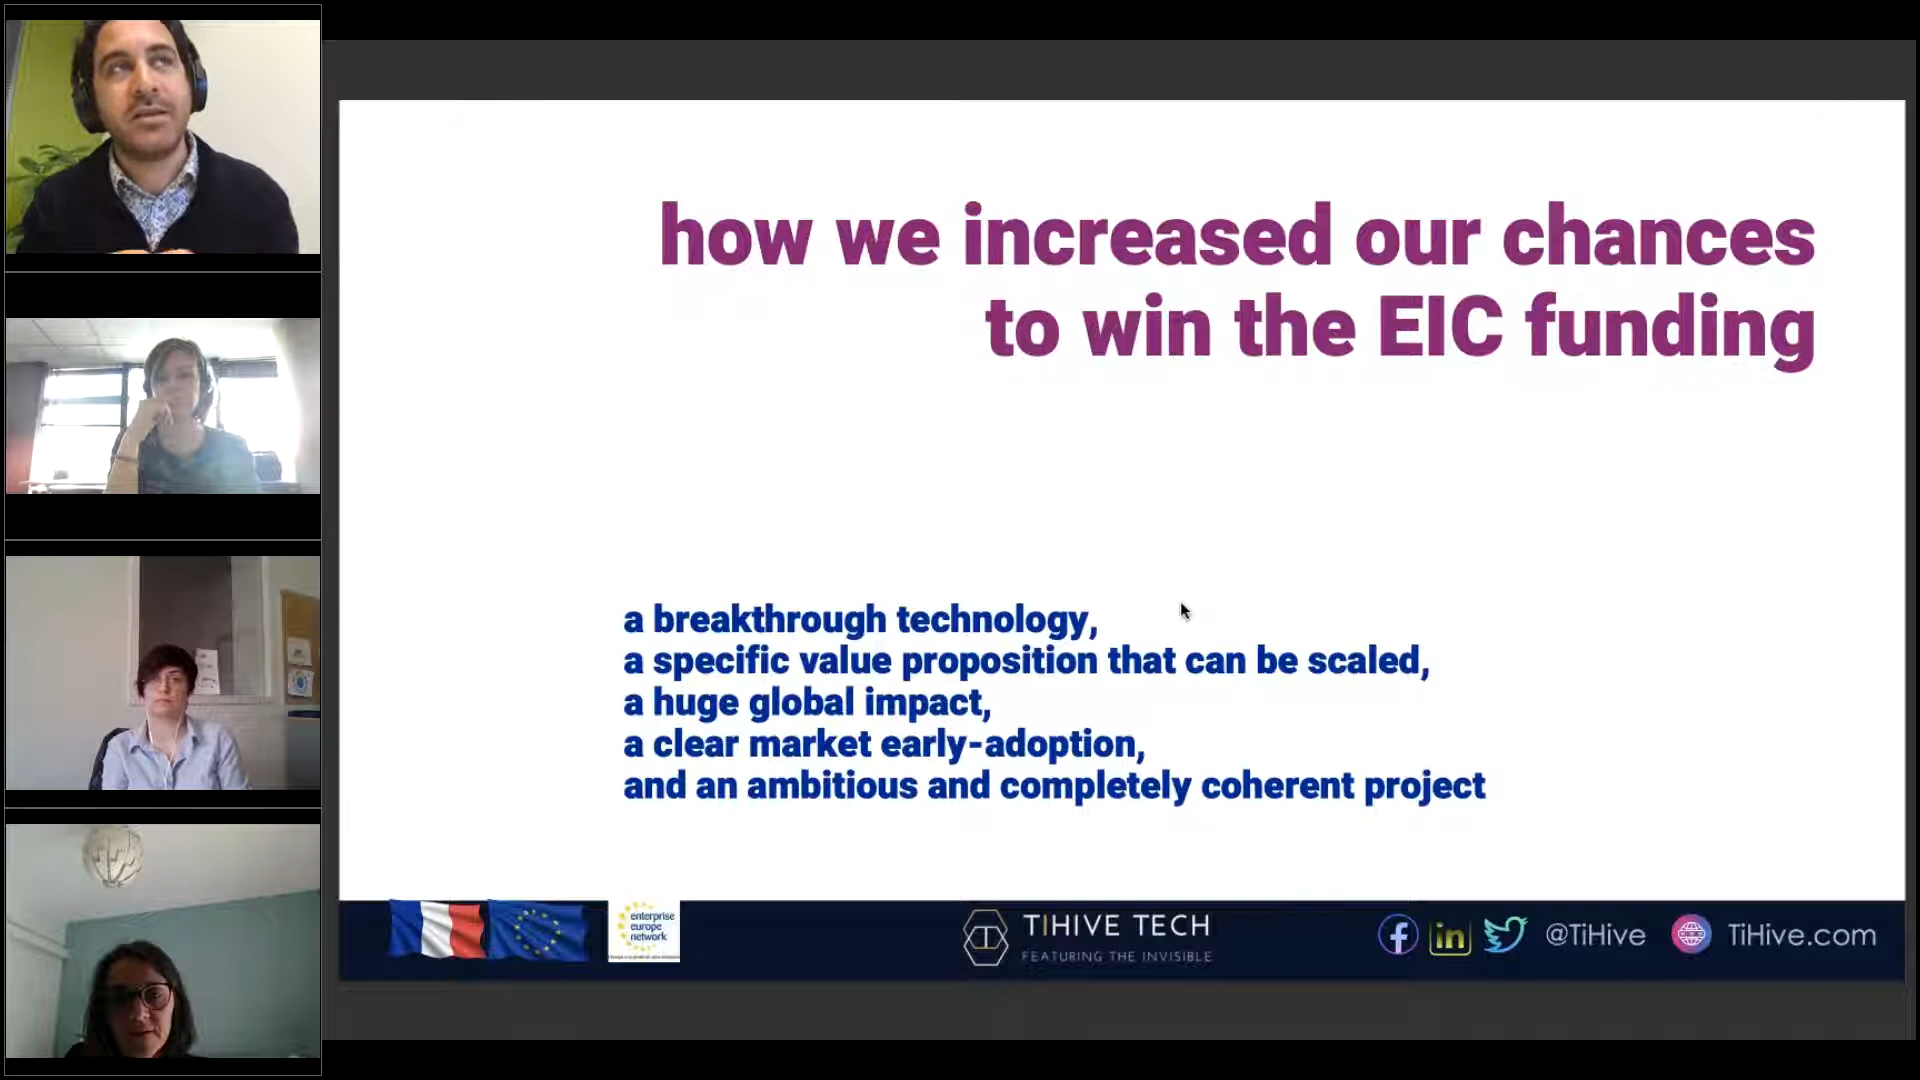 how we increased our chances
to win the EIC funding
a breakthrough technology,
a specific value proposition that can be scaled,
a huge global impact,
a clear market early-adoption,
and an ambitious and completely coherent project
enterprise
europe
network
TIHIVE TECH
FEATURING THE INVISIBLE
f in @TiHive TiHive.com